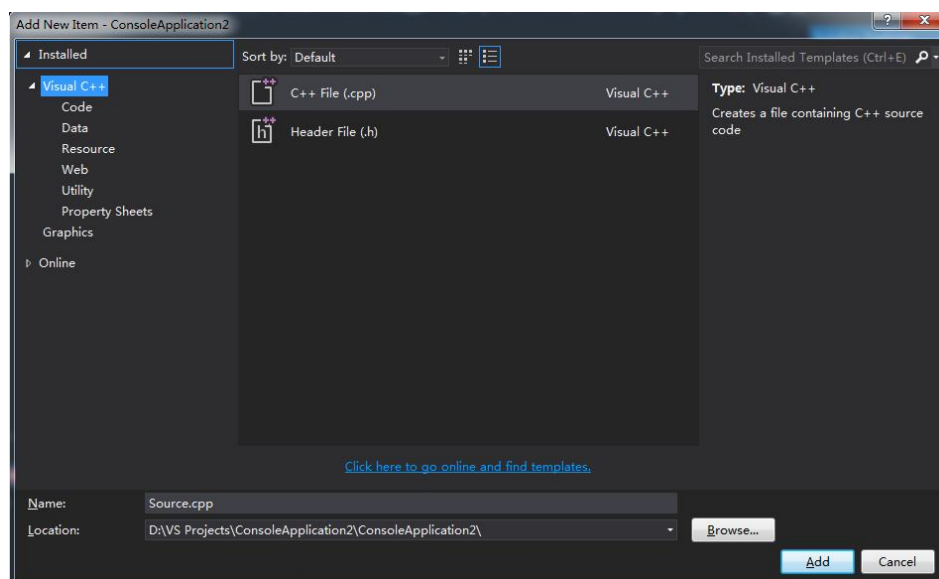 Add New Item - ConsoleApplication2
Installed
Sort by: Default
Search Installed Templates (Ctrl+E)
Visual C++
Code
Data
Resource
Web
Utility
Property Sheets
Graphics
Online
C++ File (.cpp) Visual C++
Header File (.h) Visual C++
Type: Visual C++
Creates a file containing C++ source
code
Click here to go online and find templates.
Name: Source.cpp
Location: D:\VS Projects\ConsoleApplication2\ConsoleApplication2\
Browse...
Add Cancel